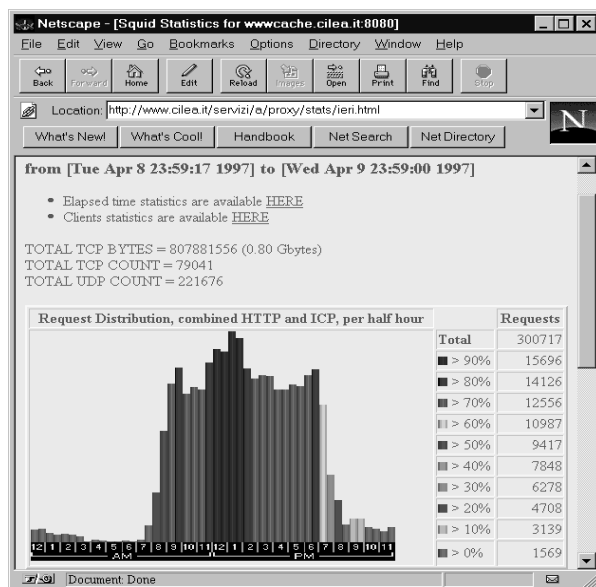 Netscape - [Squid Statistics for wwwcache.cilea.it:8080]
File Edit View Go Bookmarks Options Directory Window Help
Back Forward Home Edit Reload Images Open Print Find Stop
Location: http://www.cilea.it/servizi/a/proxy/stats/ieri.html
N
What's New! What's Cool! Handbook Net Search Net Directory
from [Tue Apr 8 23:59:17 1997] to [Wed Apr 9 23:59:00 1997]
Elapsed time statistics are available HERE
Clients statistics are available HERE
TOTAL TCP BYTES = 807881556 (0.80 Gbytes)
TOTAL TCP COUNT = 79041
TOTAL UDP COUNT = 221676
Request Distribution, combined HTTP and ICP, per half hour
Requests
Total 300717
> 90% 15696
> 80% 14126
> 70% 12556
> 60% 10987
> 50% 9417
> 40% 7848
> 30% 6278
> 20% 4708
> 10% 3139
> 0% 1569
12 1 2 3 4 5 6 7 8 9 10 11 12 1 2 3 4 5 6 7 8 9 10 11
AM PM
Document: Done